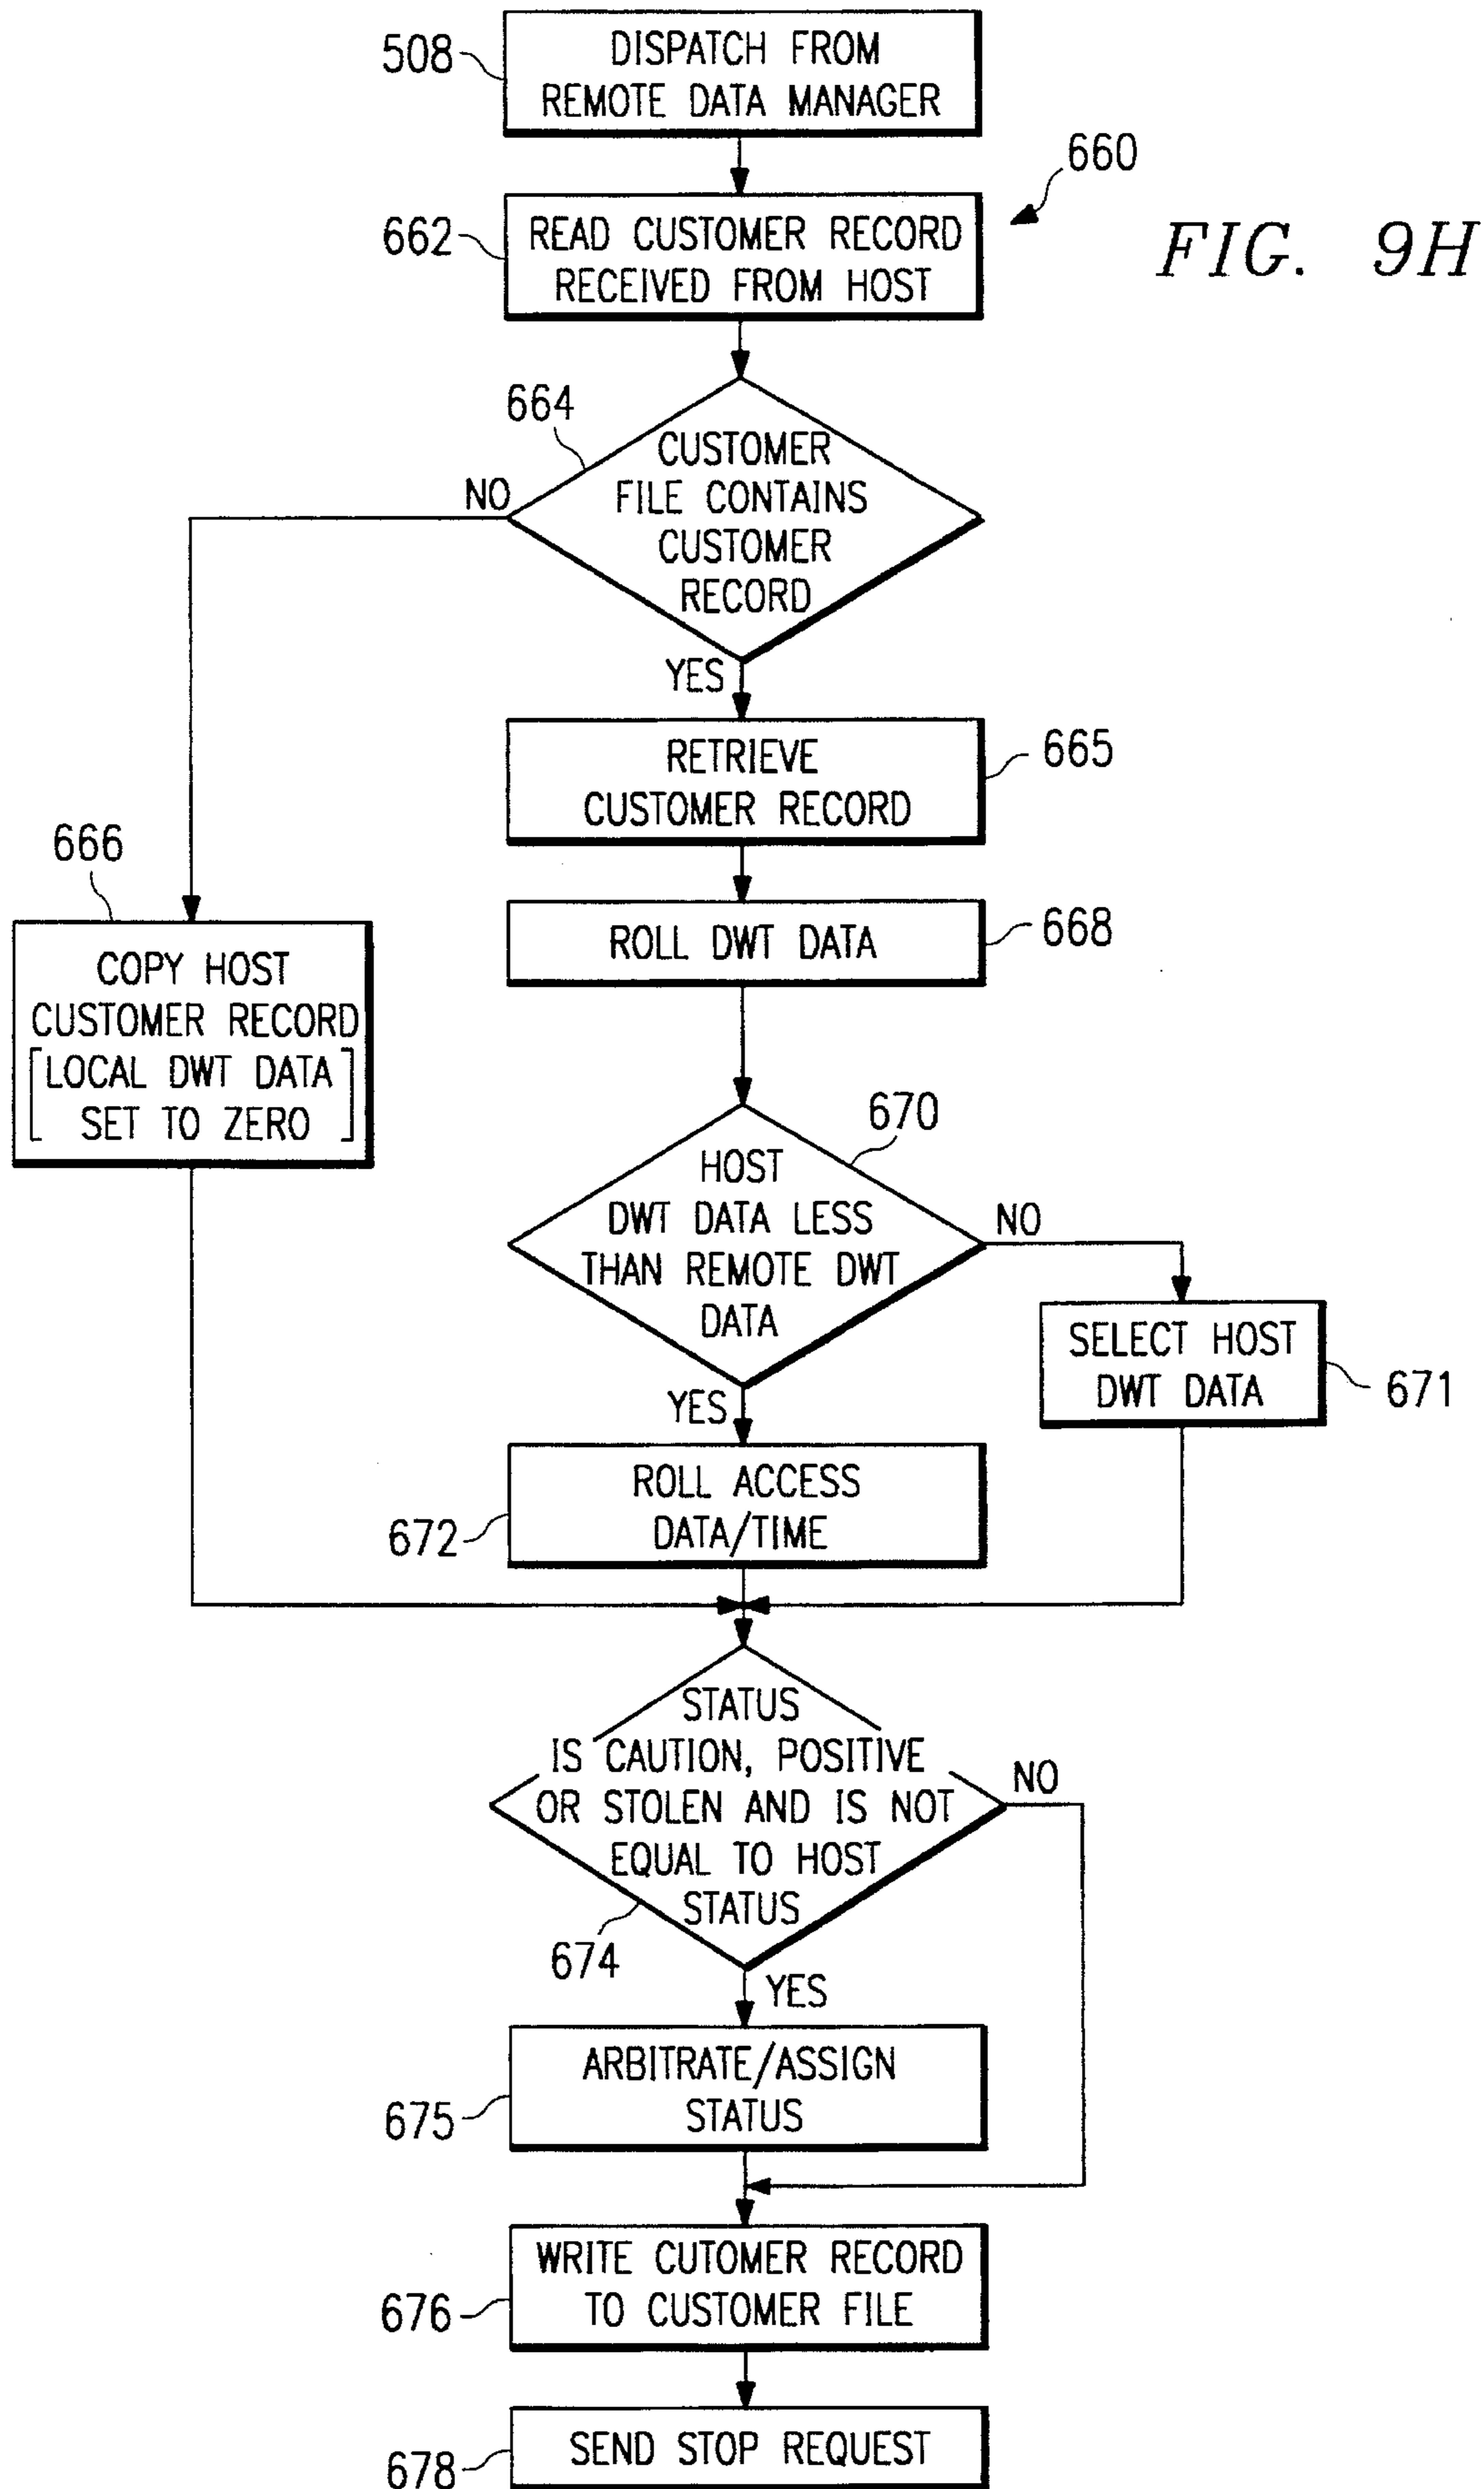 508
DISPATCH FROM
REMOTE DATA MANAGER
660
FIG. 9H
662
READ CUSTOMER RECORD
RECEIVED FROM HOST
664
CUSTOMER
FILE CONTAINS
CUSTOMER
RECORD
NO
YES
RETRIEVE
CUSTOMER RECORD
665
666
COPY HOST
CUSTOMER RECORD
[LOCAL DWT DATA
SET TO ZERO]
ROLL DWT DATA
668
670
HOST
DWT DATA LESS
THAN REMOTE DWT
DATA
NO
YES
SELECT HOST
DWT DATA
671
ROLL ACCESS
DATA/TIME
672
STATUS
IS CAUTION, POSITIVE
OR STOLEN AND IS NOT
EQUAL TO HOST
STATUS
NO
674
YES
ARBITRATE/ASSIGN
STATUS
675
WRITE CUTOMER RECORD
TO CUSTOMER FILE
676
SEND STOP REQUEST
678